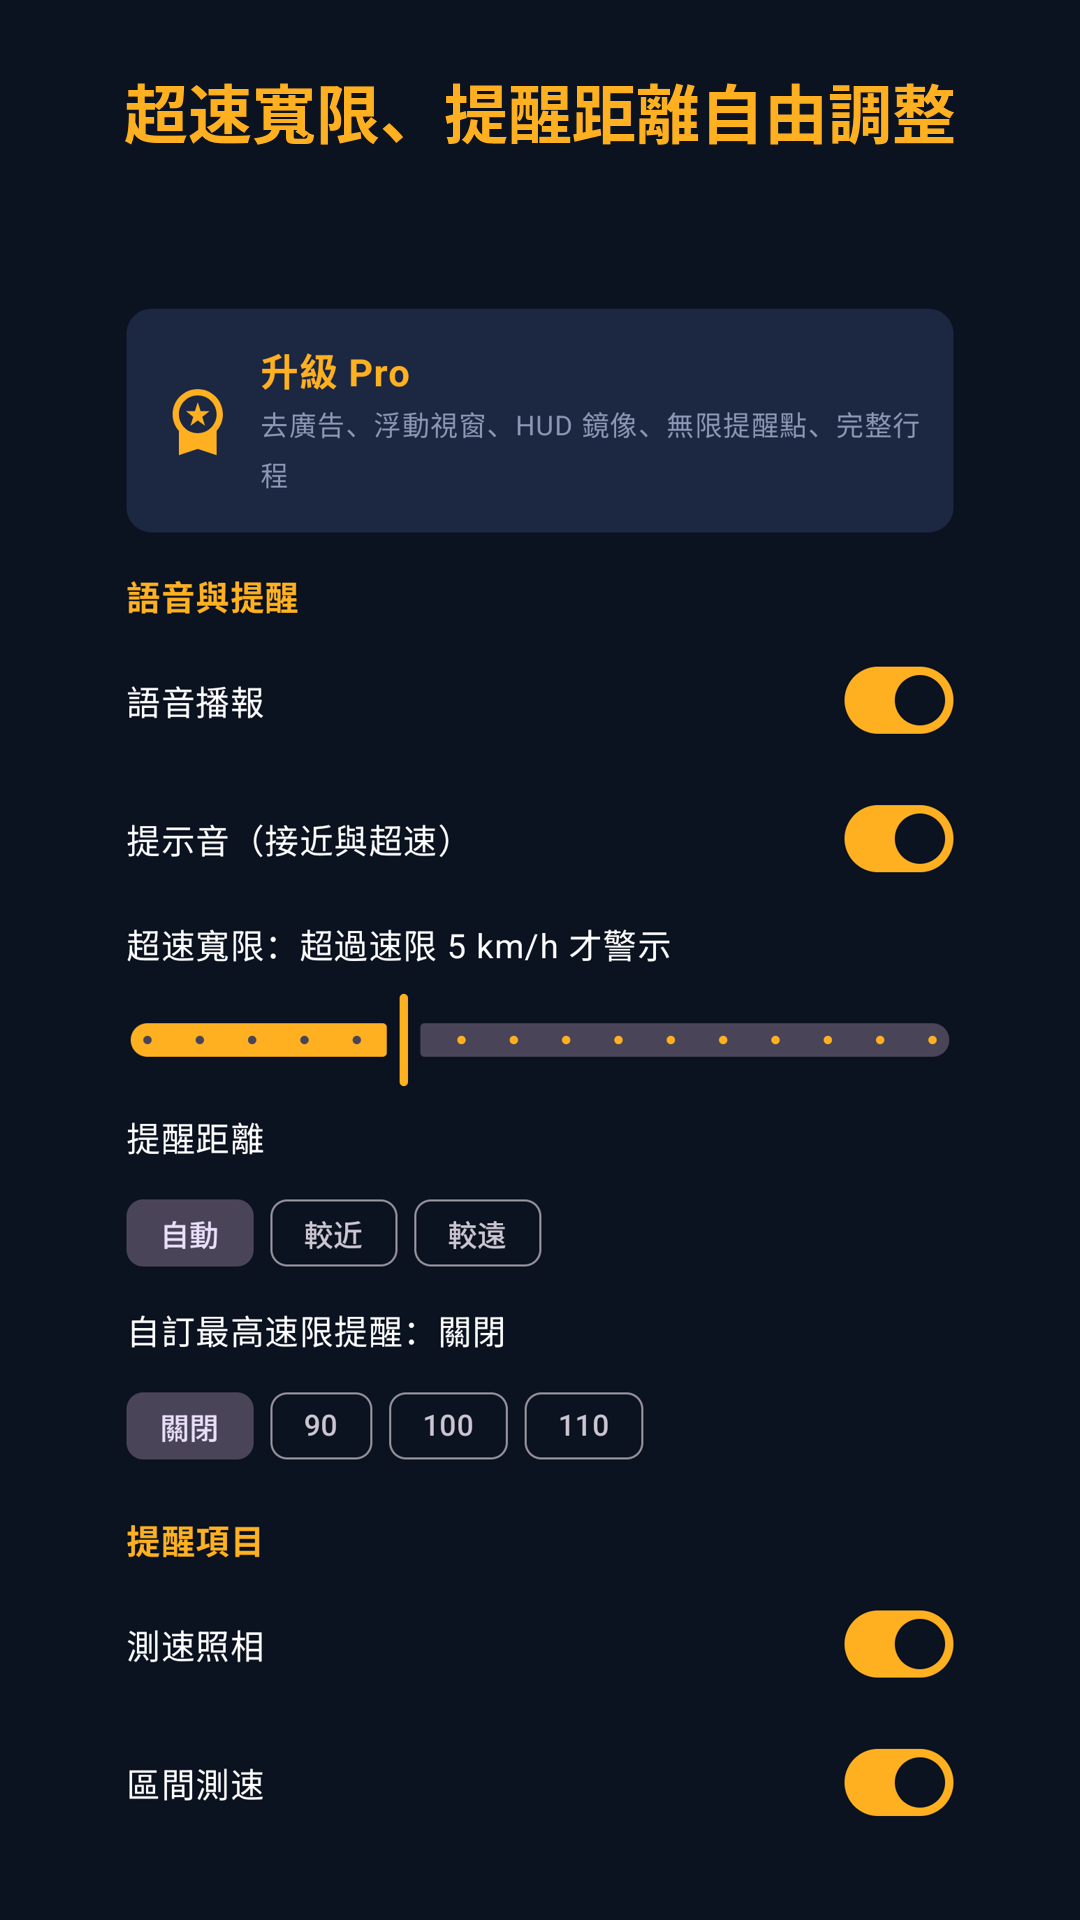 超速寬限、提醒距離自由調整
升級 Pro
去廣告、浮動視窗、HUD 鏡像、無限提醒點、完整行
程
語音與提醒
語音播報
提示音（接近與超速）
超速寬限：超過速限 5 km/h 才警示
提醒距離
自動 較近 較遠
自訂最高速限提醒：關閉
關閉 90 100 110
提醒項目
測速照相
區間測速